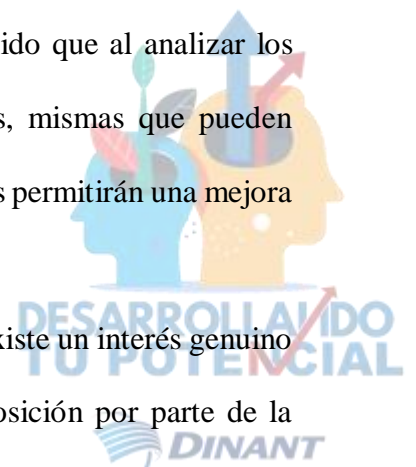 ido que al analizar los
s, mismas que pueden
s permitirán una mejora
DESARROLLANDO
xiste un interés genuino
TU POTENCIAL
osición por parte de la
DINANT